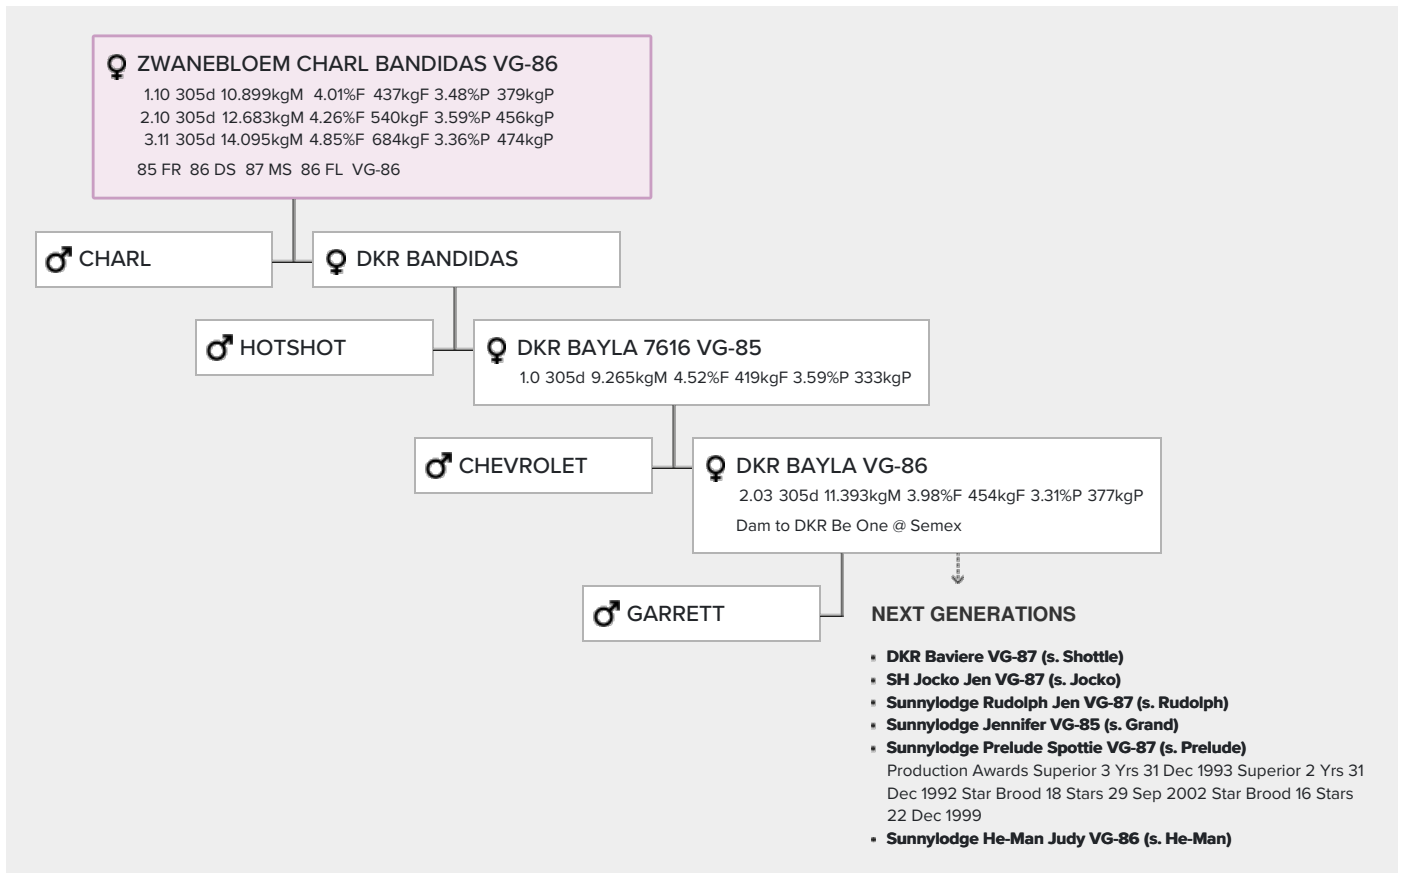 ZWANEBLOEM CHARL BANDIDAS VG-86
1.10 305d 10.899kgM 4.01%F 437kgF 3.48%P 379kgP
2.10 305d 12.683kgM 4.26%F 540kgF 3.59%P 456kgP
3.11 305d 14.095kgM 4.85%F 684kgF 3.36%P 474kgP
85 FR 86 DS 87 MS 86 FL VG-86
CHARL
DKR BANDIDAS
HOTSHOT
DKR BAYLA 7616 VG-85
1.0 305d 9.265kgM 4.52%F 419kgF 3.59%P 333kgP
CHEVROLET
DKR BAYLA VG-86
2.03 305d 11.393kgM 3.98%F 454kgF 3.31%P 377kgP
Dam to DKR Be One @ Semex
GARRETT
NEXT GENERATIONS
DKR Baviere VG-87 (s. Shottle)
SH Jocko Jen VG-87 (s. Jocko)
Sunnylodge Rudolph Jen VG-87 (s. Rudolph)
Sunnylodge Jennifer VG-85 (s. Grand)
Sunnylodge Prelude Spottie VG-87 (s. Prelude)
Production Awards Superior 3 Yrs 31 Dec 1993 Superior 2 Yrs 31
Dec 1992 Star Brood 18 Stars 29 Sep 2002 Star Brood 16 Stars
22 Dec 1999
Sunnylodge He-Man Judy VG-86 (s. He-Man)